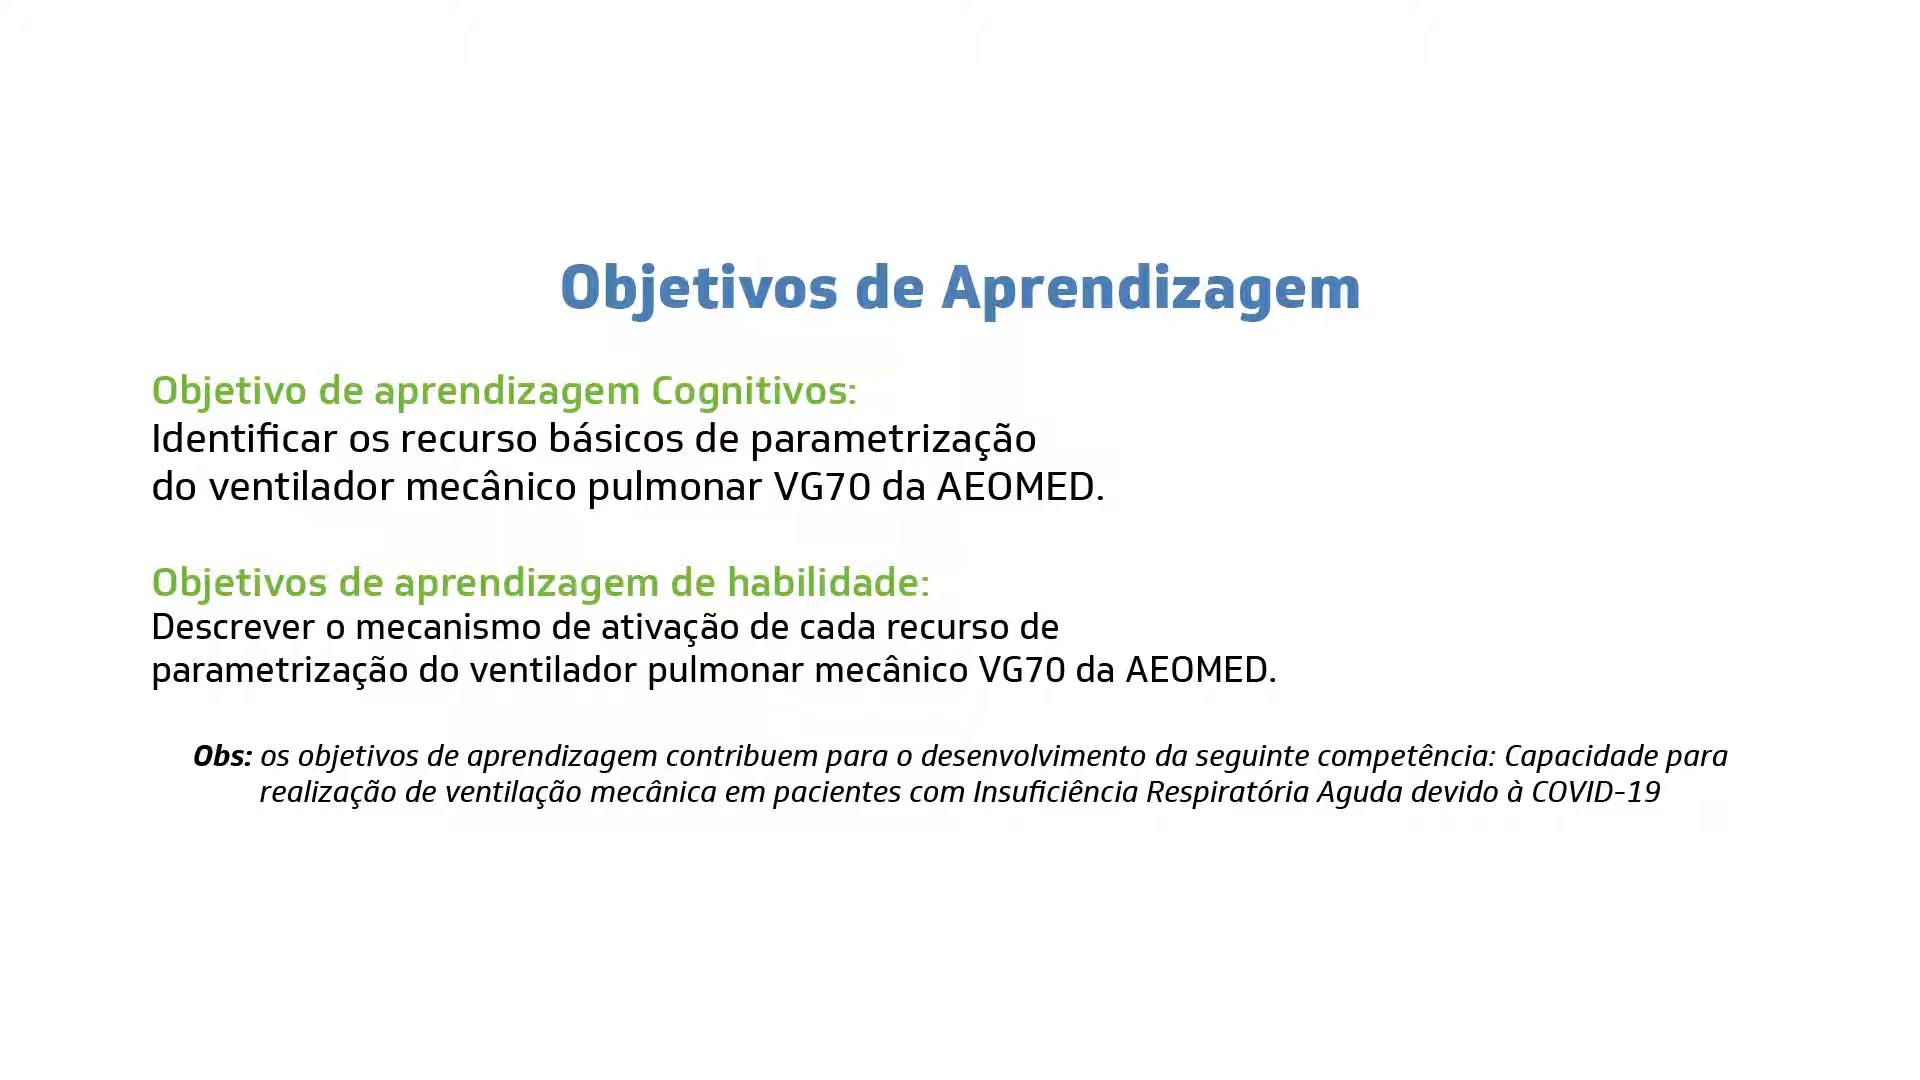 Objetivos de Aprendizagem
Objetivo de aprendizagem Cognitivos:
Identificar os recurso básicos de parametrização
do ventilador mecânico pulmonar VG70 da AEOMED.
Objetivos de aprendizagem de habilidade:
Descrever o mecanismo de ativação de cada recurso de
parametrização do ventilador pulmonar mecânico VG70 da AEOMED.
Obs: os objetivos de aprendizagem contribuem para o desenvolvimento da seguinte competência: Capacidade para
realização de ventilação mecânica em pacientes com Insuficiência Respiratória Aguda devido à COVID-19